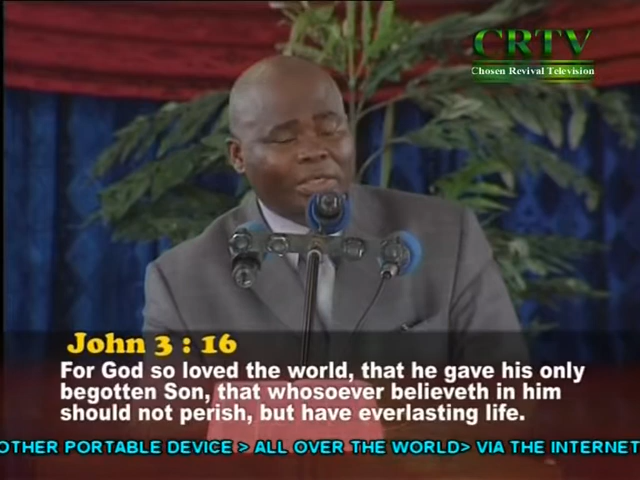 CRTV
Chosen Revival Television
John 3 : 16
For God so loved the world, that he gave his only
begotten Son, that whosoever believeth in him
should not perish, but have everlasting life.
OTHER PORTABLE DEVICE > ALL OVER THE WORLD> VIA THE INTERNET